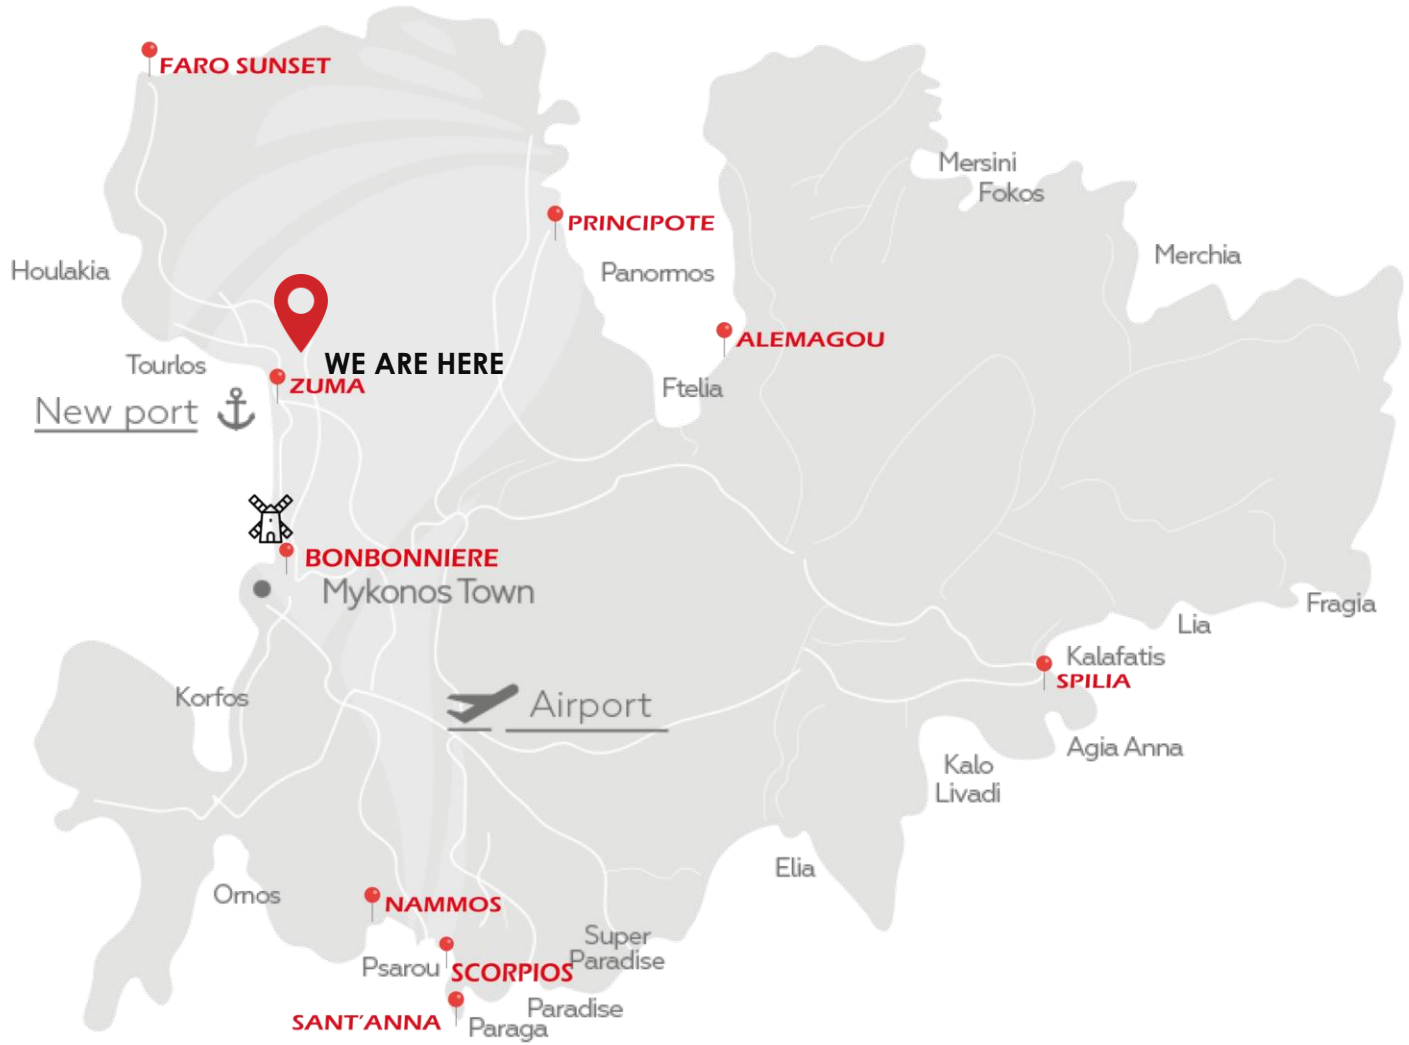 FARO SUNSET
Mersini
Fokos
PRINCIPOTE
Merchia
Houlakia
Panormos
ALEMAGOU
WE ARE HERE
Tourlos
ZUMA
Ftelia
New port
BONBONNIERE
Mykonos Town
Fragia
Lia
Kalafatis
SPILIA
Korfos
Airport
Agia Anna
Kalo
Livadi
Elia
Ornos
NAMMOS
Super
Paradise
Psarou
SCORPIOS
Paradise
SANT'ANNA
Paraga